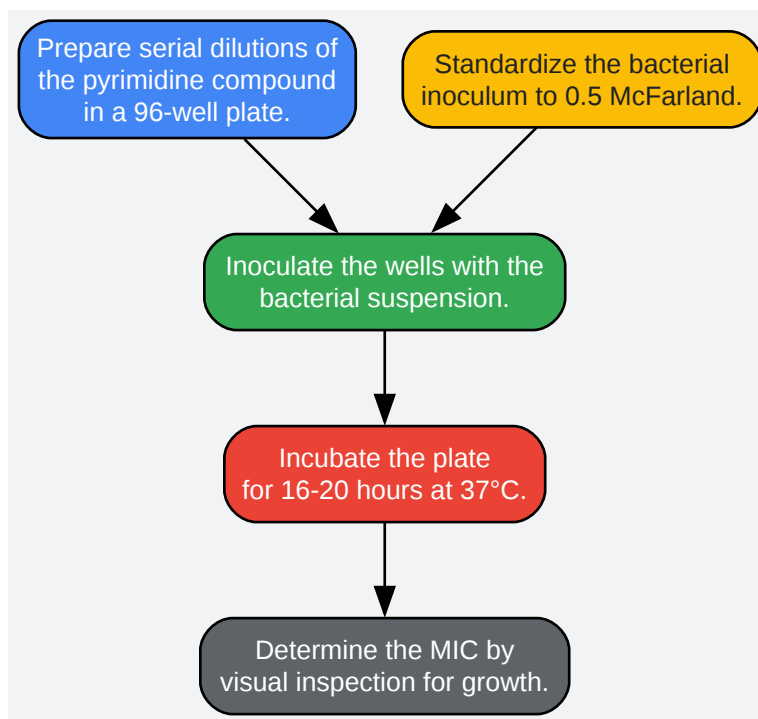 Prepare serial dilutions of
the pyrimidine compound
in a 96-well plate.
Standardize the bacterial
inoculum to 0.5 McFarland.
Inoculate the wells with the
bacterial suspension.
Incubate the plate
for 16-20 hours at 37°C.
Determine the MIC by
visual inspection for growth.